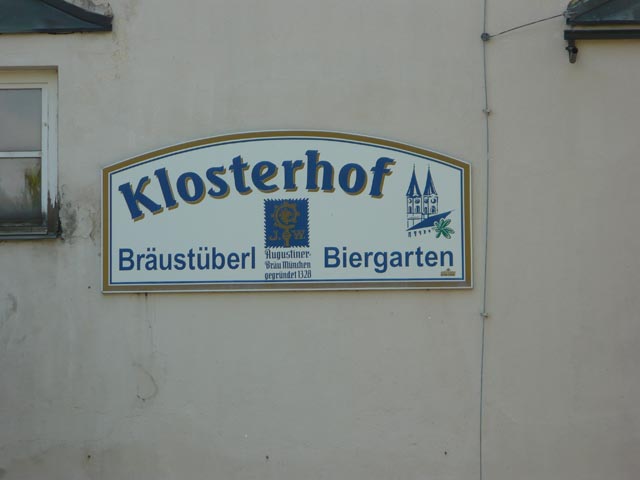 Klosterhof
J. W.
Bräustüberl
Augustiner-
Bräu München
gegründet 1328
Biergarten